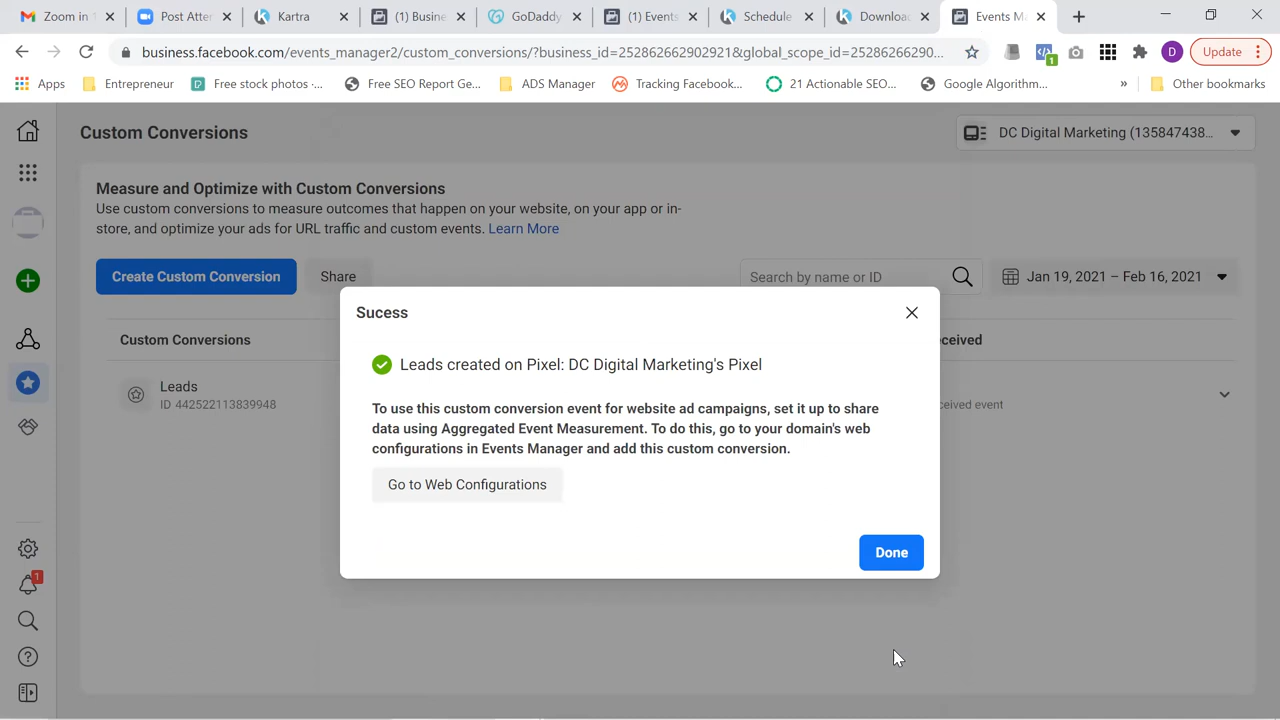 Zoom in 1
Post Atter
Kartra
(1) Busine
GoDaddy
(1) Events
Schedule
Download
Events Ma
business.facebook.com/events_manager2/custom_conversions/?business_id=252862662902921&global_scope_id=25286266290...
1
D
Update
Apps
Entrepreneur
Free stock photos ·...
Free SEO Report Ge...
ADS Manager
Tracking Facebook...
21 Actionable SEO...
Google Algorithm...
»
Other bookmarks
Custom Conversions
DC Digital Marketing (135847438...
Measure and Optimize with Custom Conversions
Use custom conversions to measure outcomes that happen on your website, on your app or in-
store, and optimize your ads for URL traffic and custom events. Learn More
Create Custom Conversion
Share
Search by name or ID
Jan 19, 2021 – Feb 16, 2021
Sucess
Custom Conversions
eceived
Leads created on Pixel: DC Digital Marketing's Pixel
Leads
ID 442522113839948
ceived event
To use this custom conversion event for website ad campaigns, set it up to share
data using Aggregated Event Measurement. To do this, go to your domain's web
configurations in Events Manager and add this custom conversion.
Go to Web Configurations
Done
1